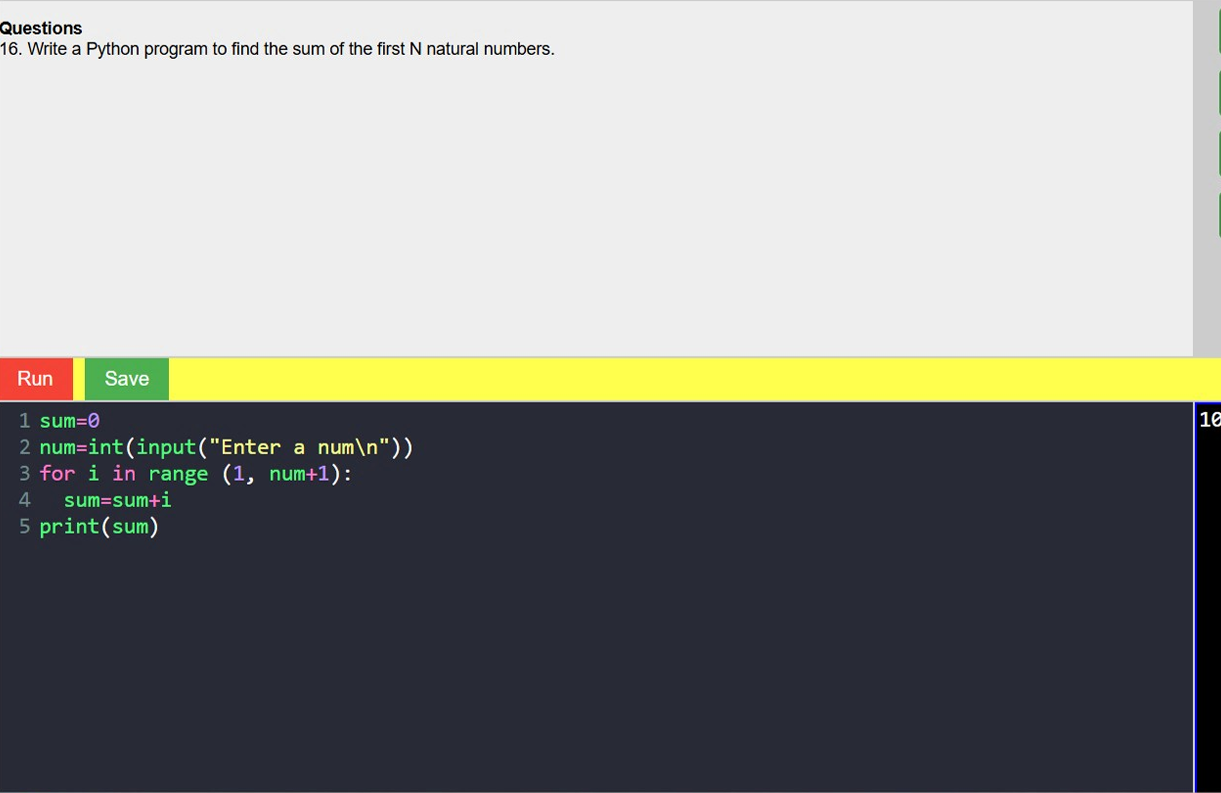 Questions
16. Write a Python program to find the sum of the first N natural numbers.
Run Save
1 sum=0
2 num=int(input("Enter a num\n"))
3 for i in range (1, num+1):
4   sum=sum+i
5 print(sum)
10